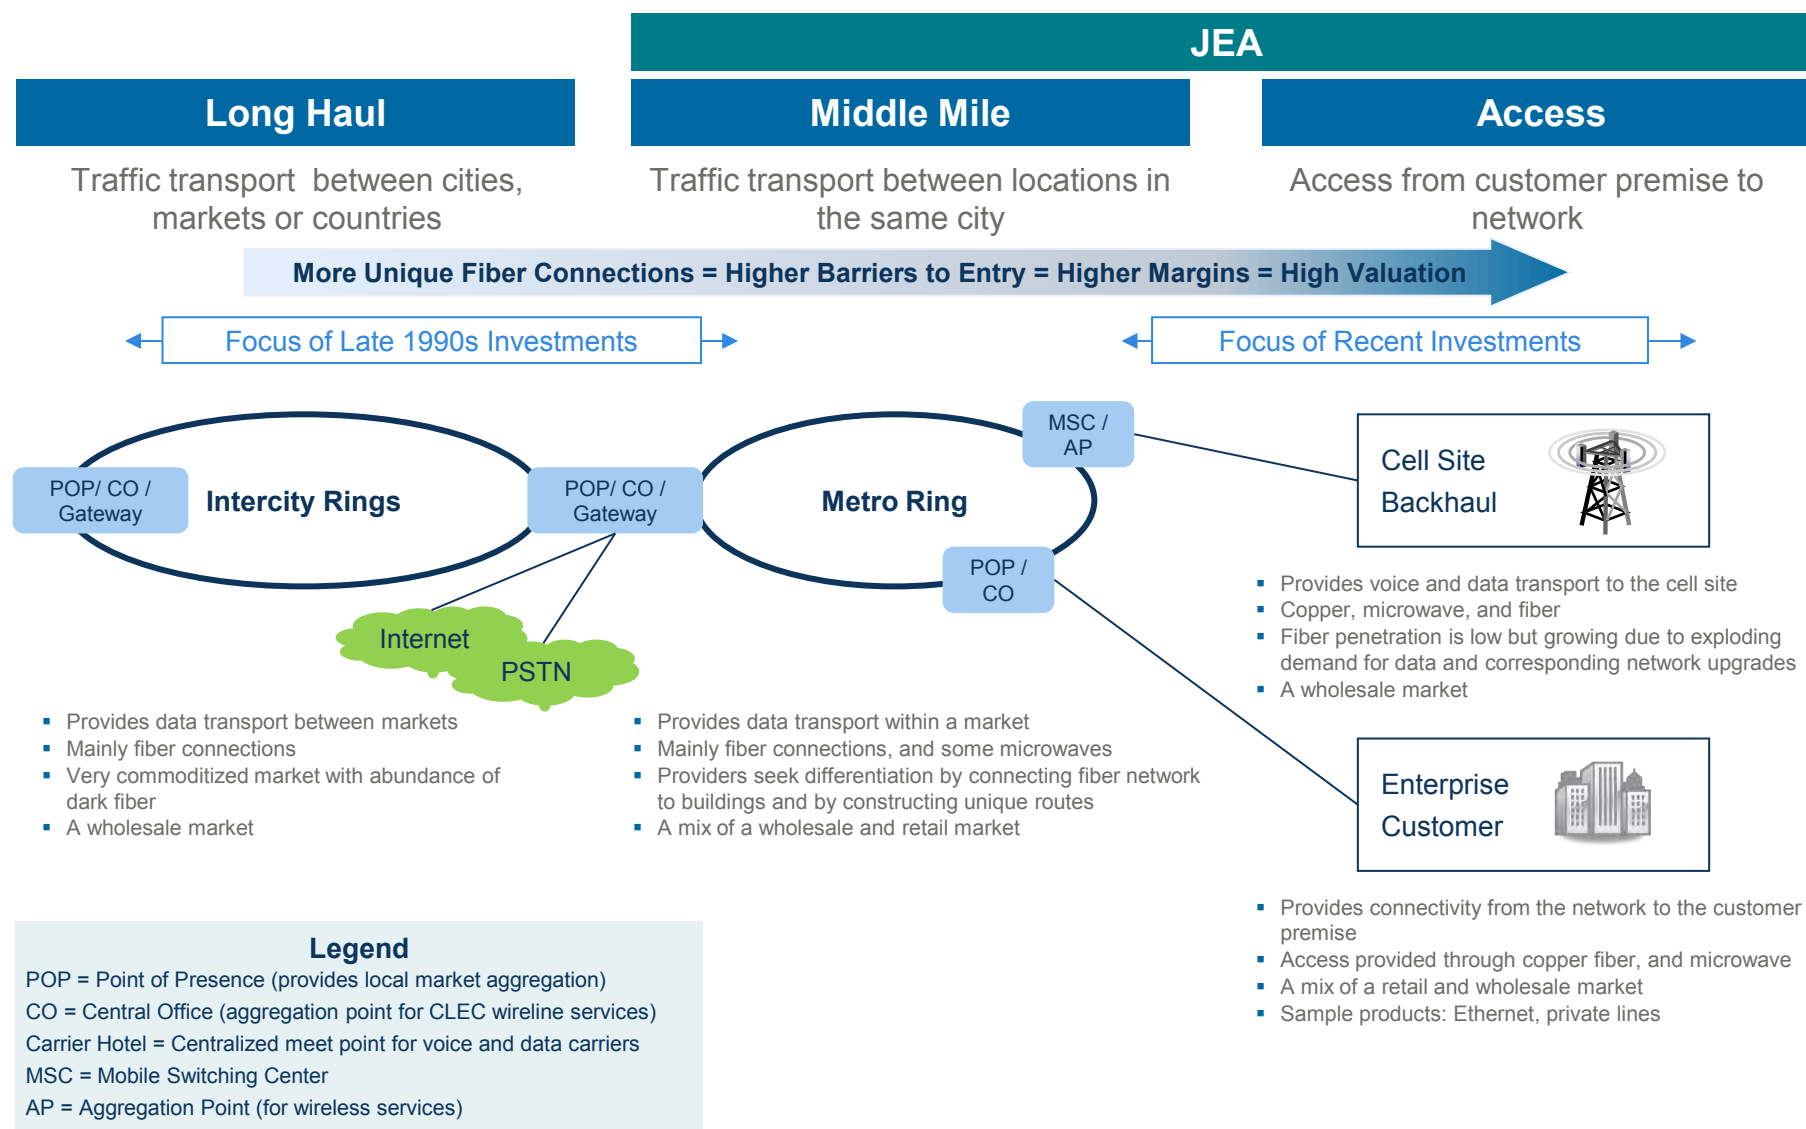 JEA
Long Haul
Middle Mile
Access
Traffic transport between cities,
markets or countries
Traffic transport between locations in
the same city
Access from customer premise to
network
More Unique Fiber Connections = Higher Barriers to Entry = Higher Margins = High Valuation
Focus of Late 1990s Investments
Focus of Recent Investments
POP/ CO /
Gateway
Intercity Rings
POP/ CO /
Gateway
Metro Ring
MSC /
AP
POP /
CO
Internet
PSTN
Cell Site
Backhaul
▪ Provides data transport between markets
▪ Mainly fiber connections
▪ Very commoditized market with abundance of
dark fiber
▪ A wholesale market
▪ Provides data transport within a market
▪ Mainly fiber connections, and some microwaves
▪ Providers seek differentiation by connecting fiber network
to buildings and by constructing unique routes
▪ A mix of a wholesale and retail market
▪ Provides voice and data transport to the cell site
▪ Copper, microwave, and fiber
▪ Fiber penetration is low but growing due to exploding
demand for data and corresponding network upgrades
▪ A wholesale market
Enterprise
Customer
▪ Provides connectivity from the network to the customer
premise
▪ Access provided through copper fiber, and microwave
▪ A mix of a retail and wholesale market
▪ Sample products: Ethernet, private lines
Legend
POP = Point of Presence (provides local market aggregation)
CO = Central Office (aggregation point for CLEC wireline services)
Carrier Hotel = Centralized meet point for voice and data carriers
MSC = Mobile Switching Center
AP = Aggregation Point (for wireless services)